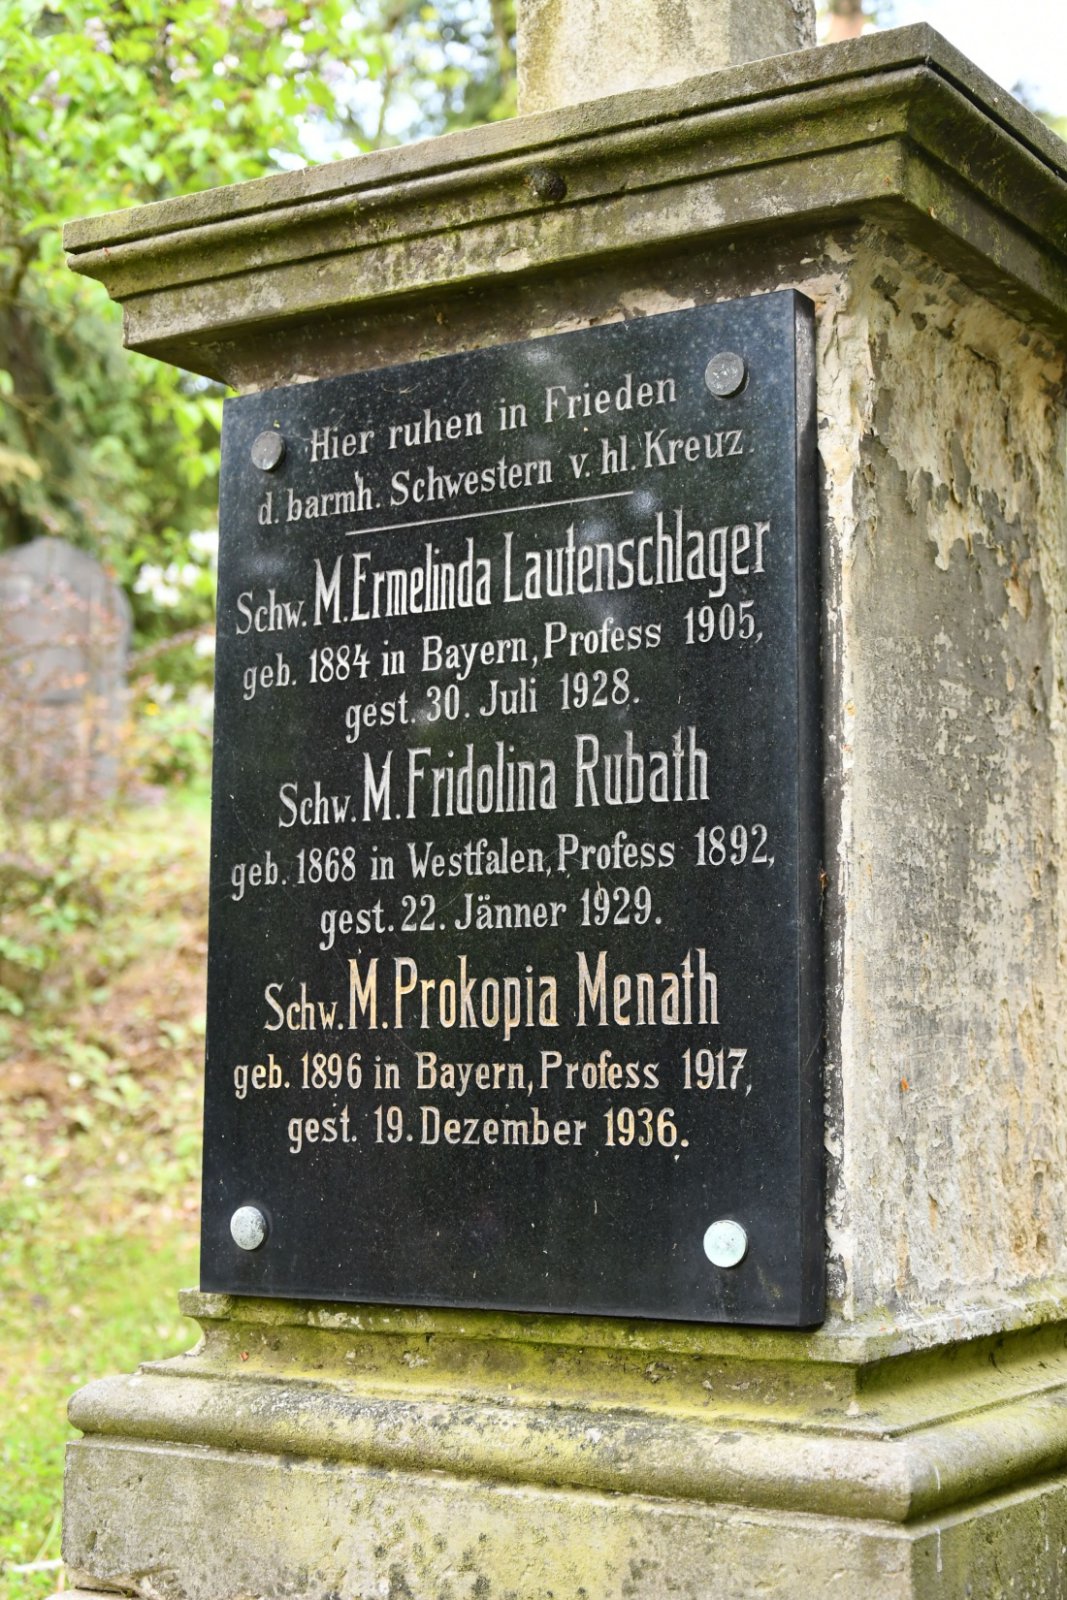 Hier ruhen in Frieden
d. barmh. Schwestern v. hl. Kreuz.
Schw. M. Ermelinda Lautenschlager
geb. 1884 in Bayern, Profess 1905,
gest. 30. Juli 1928.
Schw. M. Fridolina Rubath
geb. 1868 in Westfalen, Profess 1892,
gest. 22. Jänner 1929.
Schw. M. Prokopia Menath
geb. 1896 in Bayern, Profess 1917,
gest. 19. Dezember 1936.